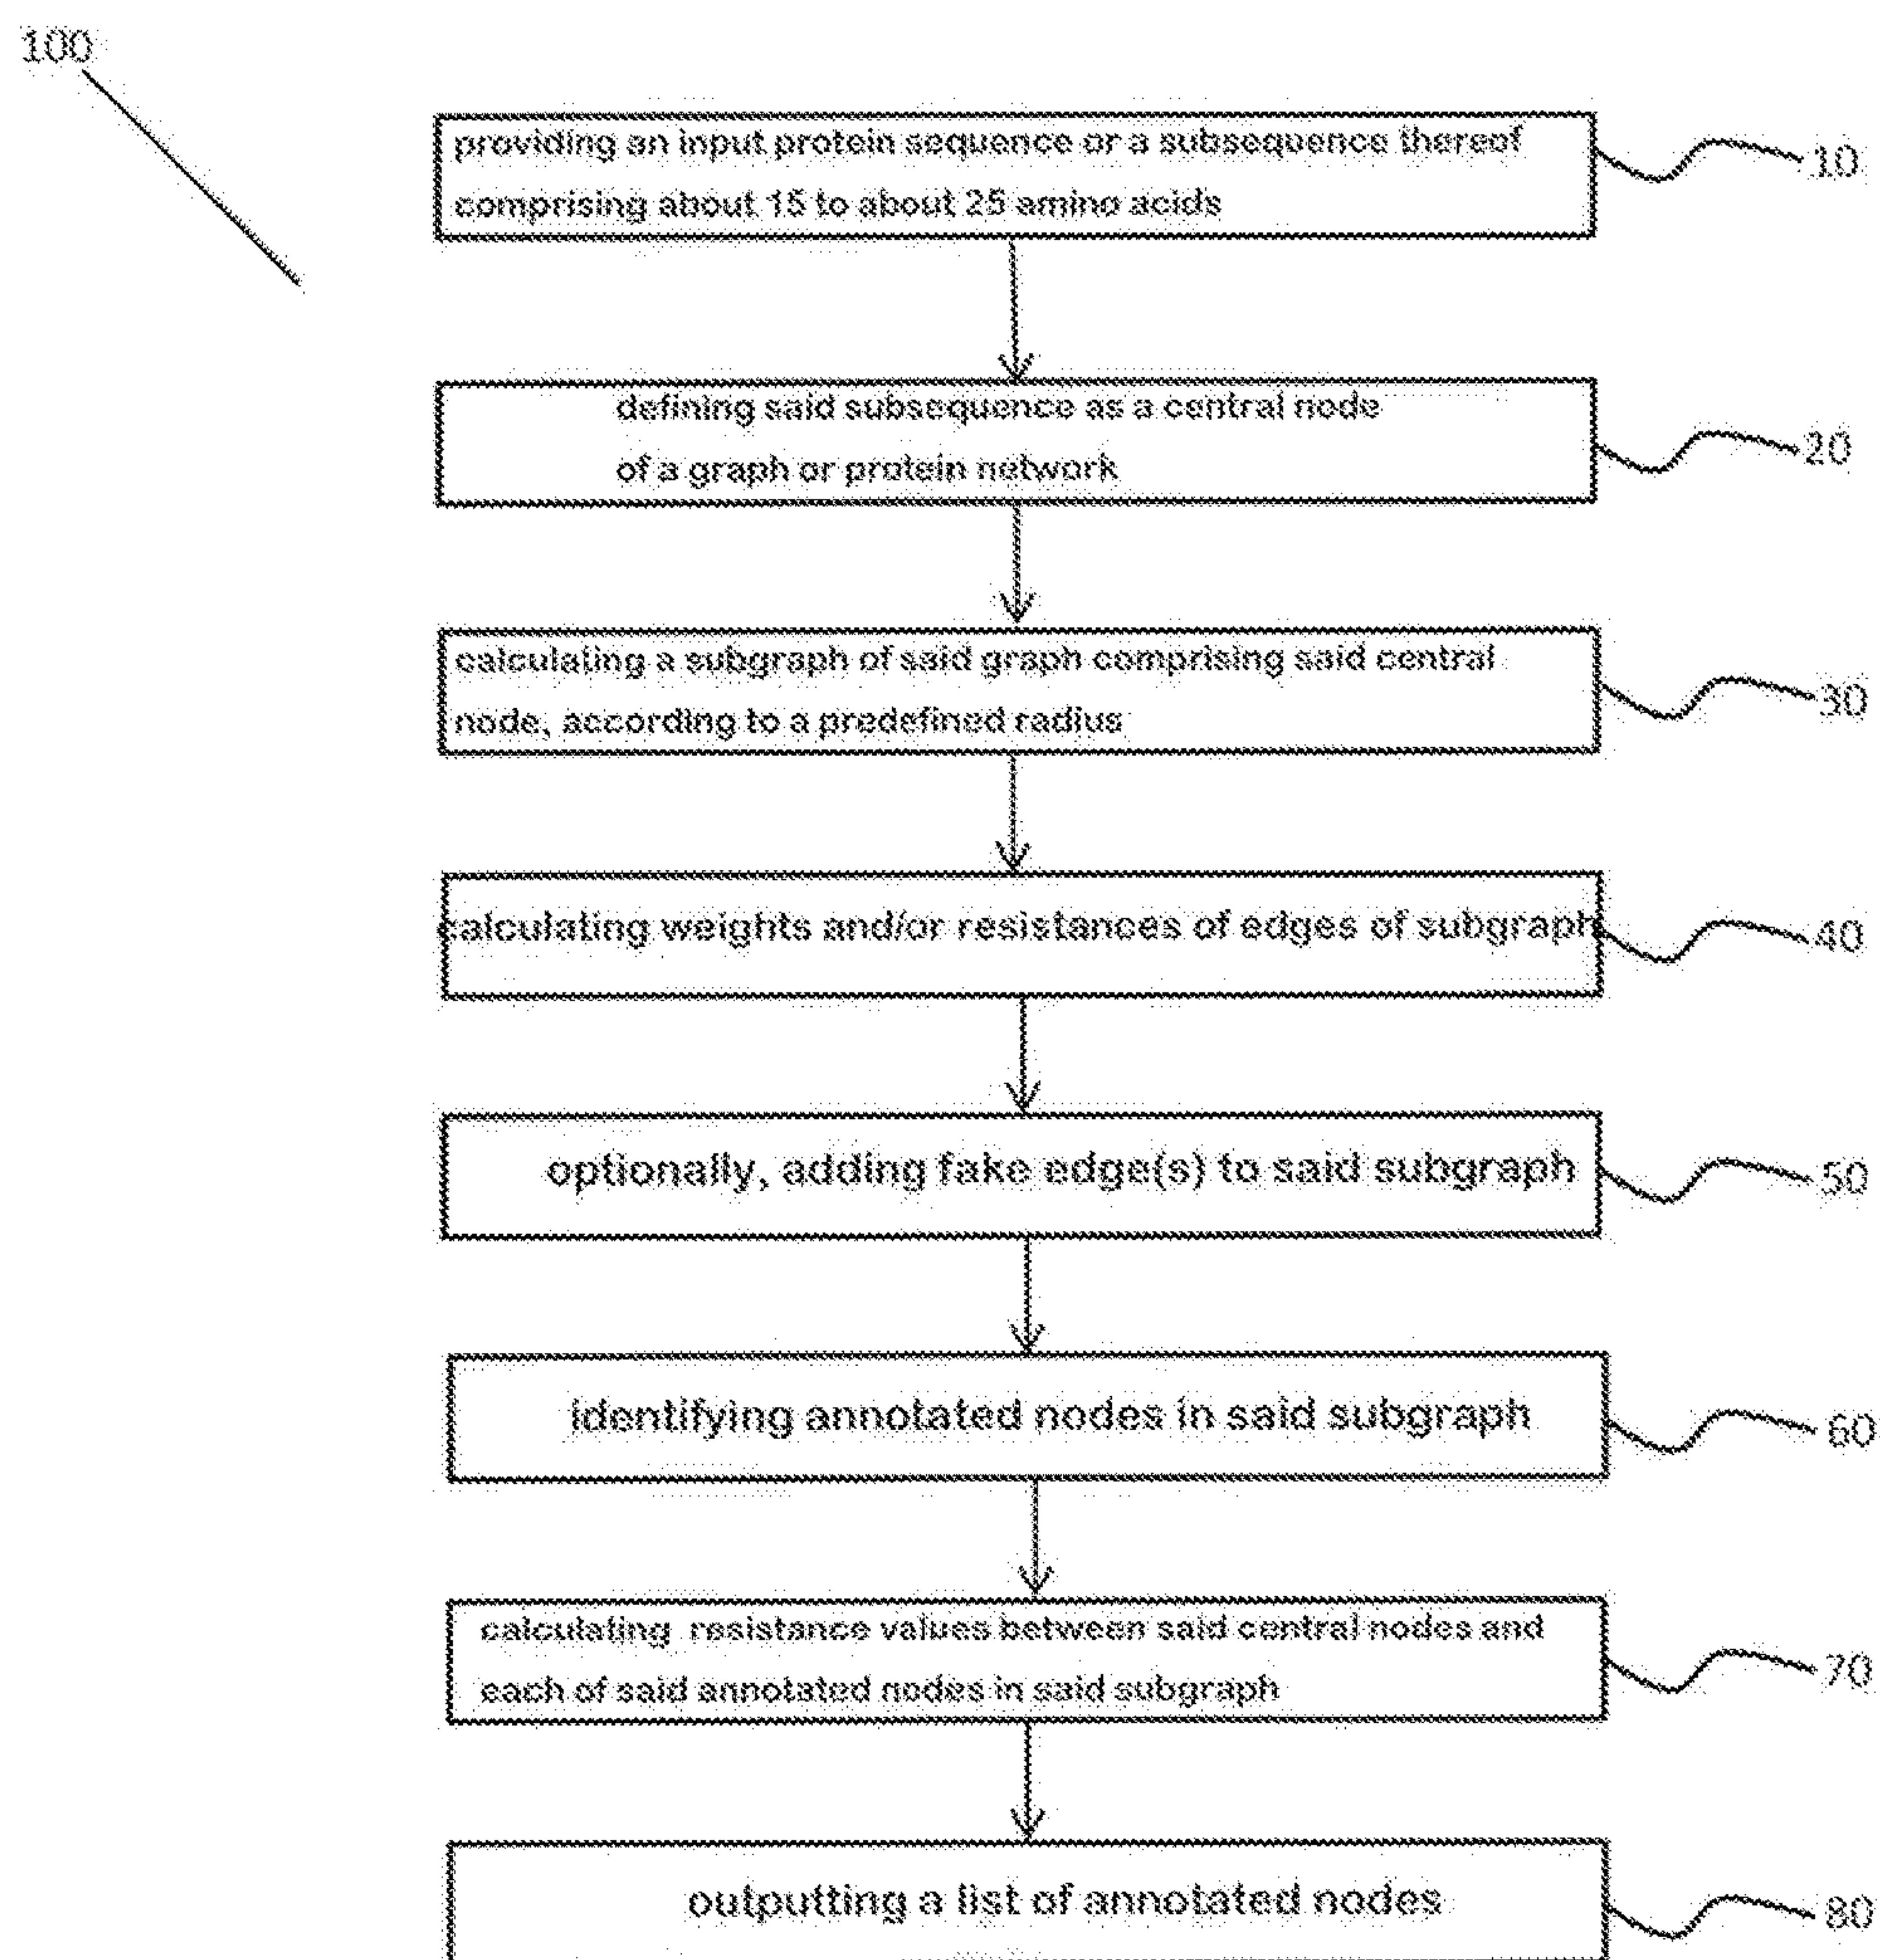 100
providing an input protein sequence or a subsequence thereof
comprising about 15 to about 25 amino acids
10
defining said subsequence as a central node
of a graph or protein network
20
calculating a subgraph of said graph comprising said central
node, according to a predefined radius
30
calculating weights and/or resistances of edges of subgraph
40
optionally, adding fake edge(s) to said subgraph
50
identifying annotated nodes in said subgraph
60
calculating resistance values between said central nodes and
each of said annotated nodes in said subgraph
70
outputting a list of annotated nodes
80